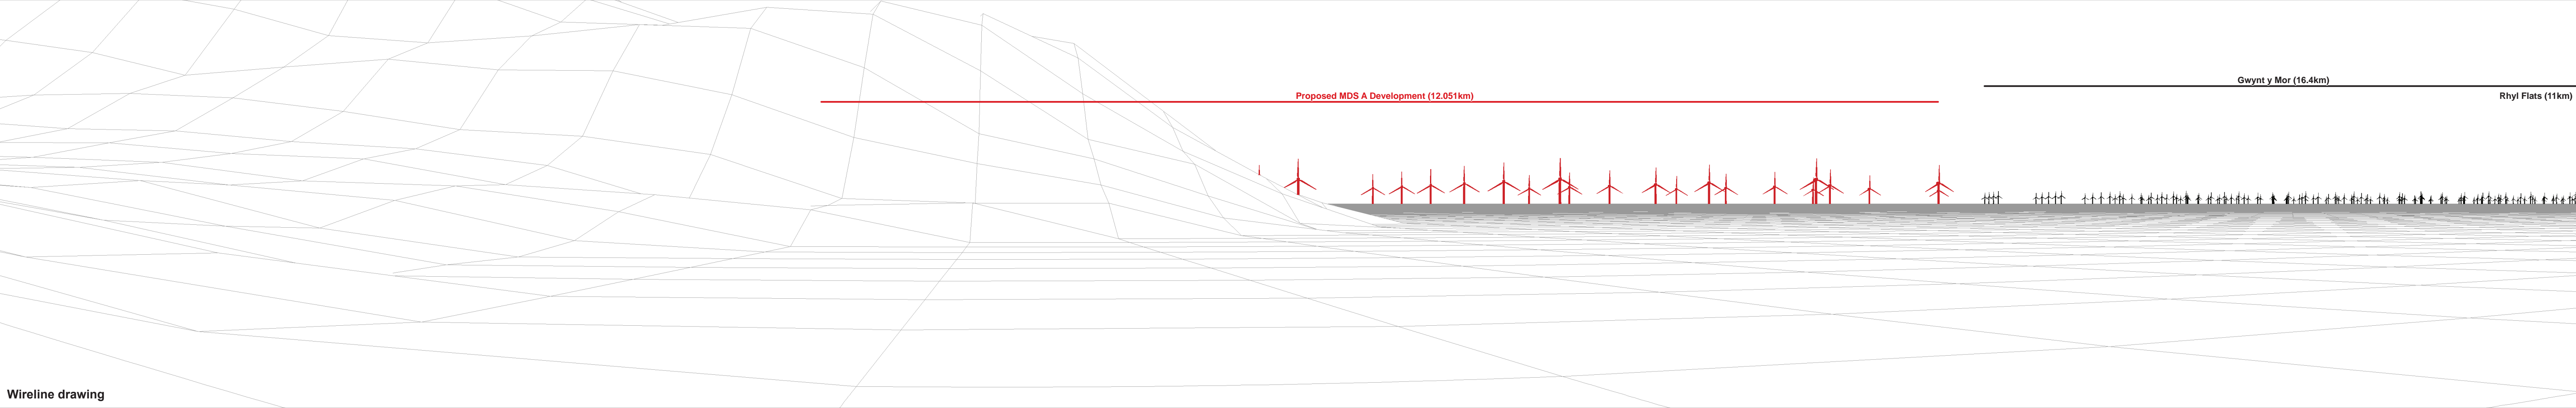 Gwynt y Mor (16.4km)
Proposed MDS A Development (12.051km)
Rhyl Flats (11km)
Wireline drawing